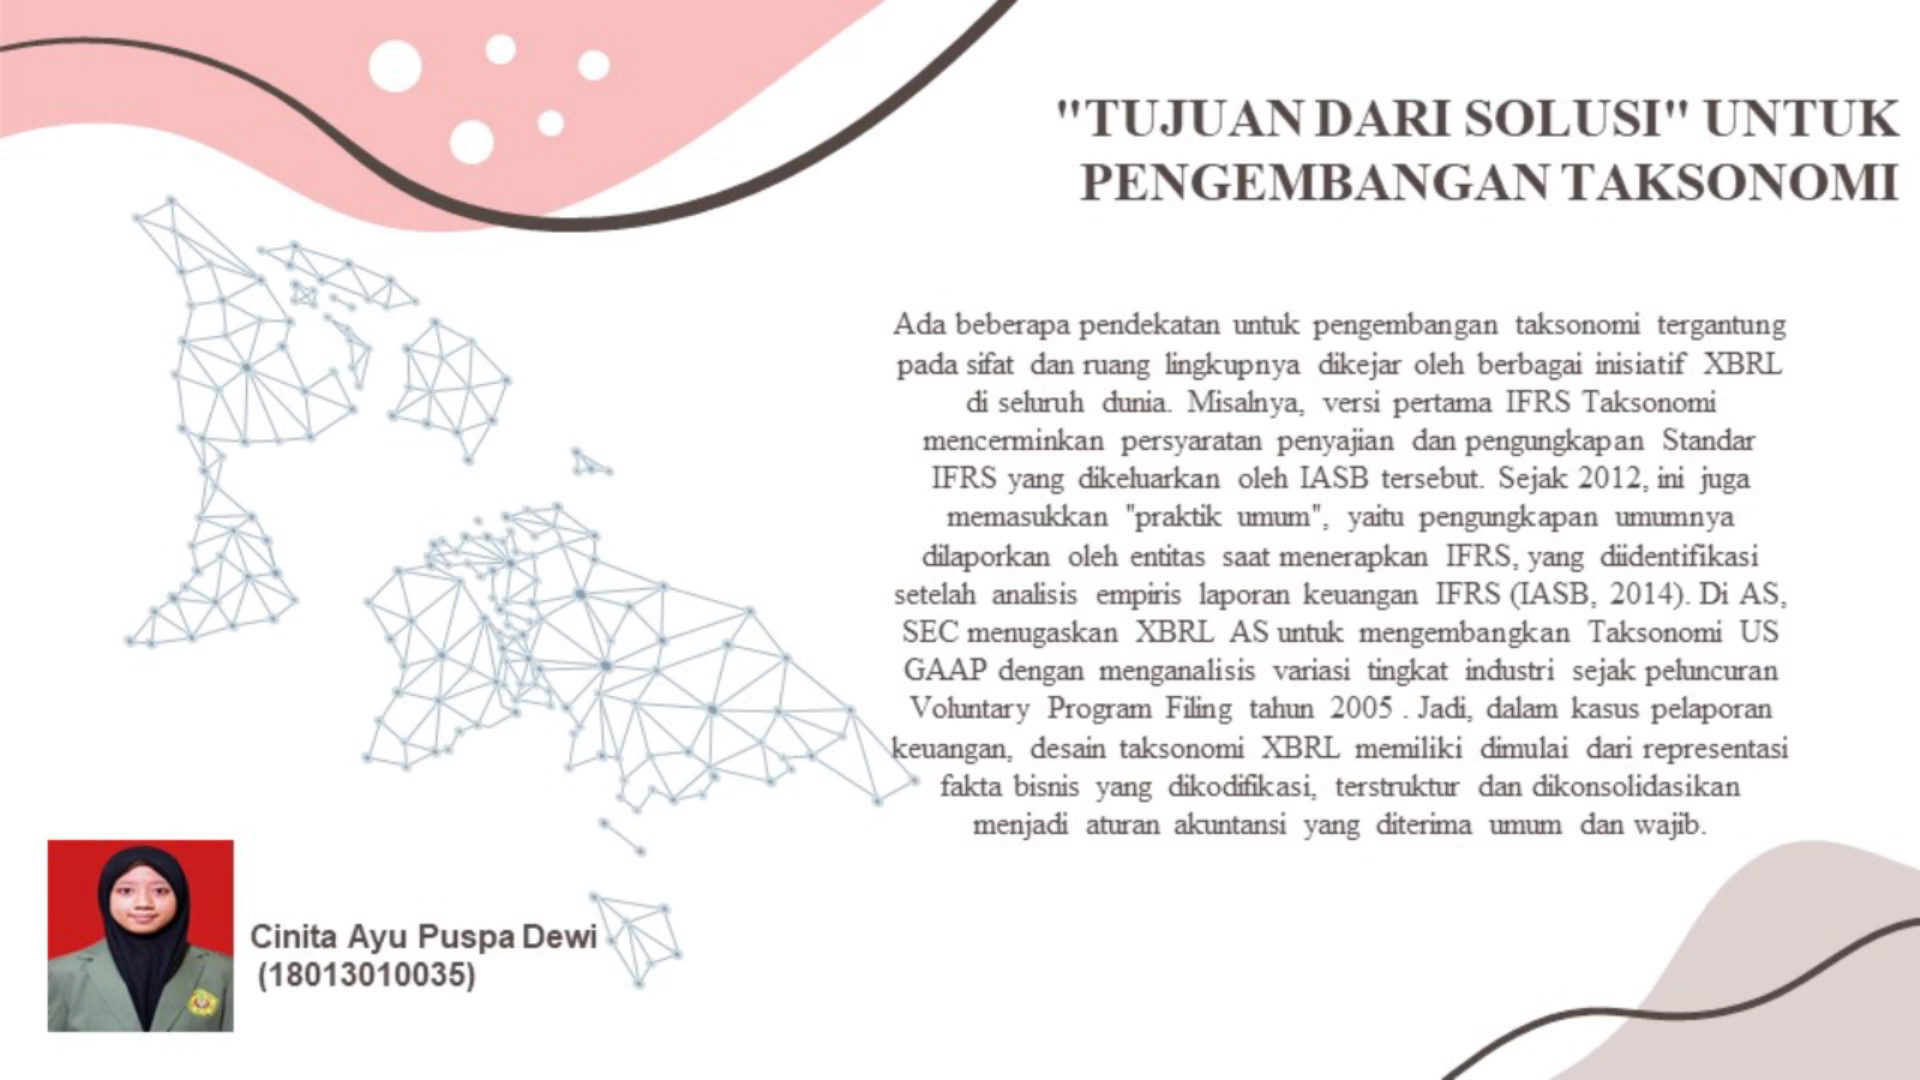 "TUJUAN DARI SOLUSI" UNTUK
PENGEMBANGAN TAKSONOMI
Ada beberapa pendekatan untuk pengembangan taksonomi tergantung
pada sifat dan ruang lingkupnya dikejar oleh berbagai inisiatif XBRL
di seluruh dunia. Misalnya, versi pertama IFRS Taksonomi
mencerminkan persyaratan penyajian dan pengungkapan Standar
IFRS yang dikeluarkan oleh IASB tersebut. Sejak 2012, ini juga
memasukkan "praktik umum", yaitu pengungkapan umumnya
dilaporkan oleh entitas saat menerapkan IFRS, yang diidentifikasi
setelah analisis empiris laporan keuangan IFRS (IASB, 2014). Di AS,
SEC menugaskan XBRL AS untuk mengembangkan Taksonomi US
GAAP dengan menganalisis variasi tingkat industri sejak peluncuran
Voluntary Program Filing tahun 2005 . Jadi, dalam kasus pelaporan
keuangan, desain taksonomi XBRL memiliki dimulai dari representasi
fakta bisnis yang dikodifikasi, terstruktur dan dikonsolidasikan
menjadi aturan akuntansi yang diterima umum dan wajib.
Cinita Ayu Puspa Dewi
(18013010035)